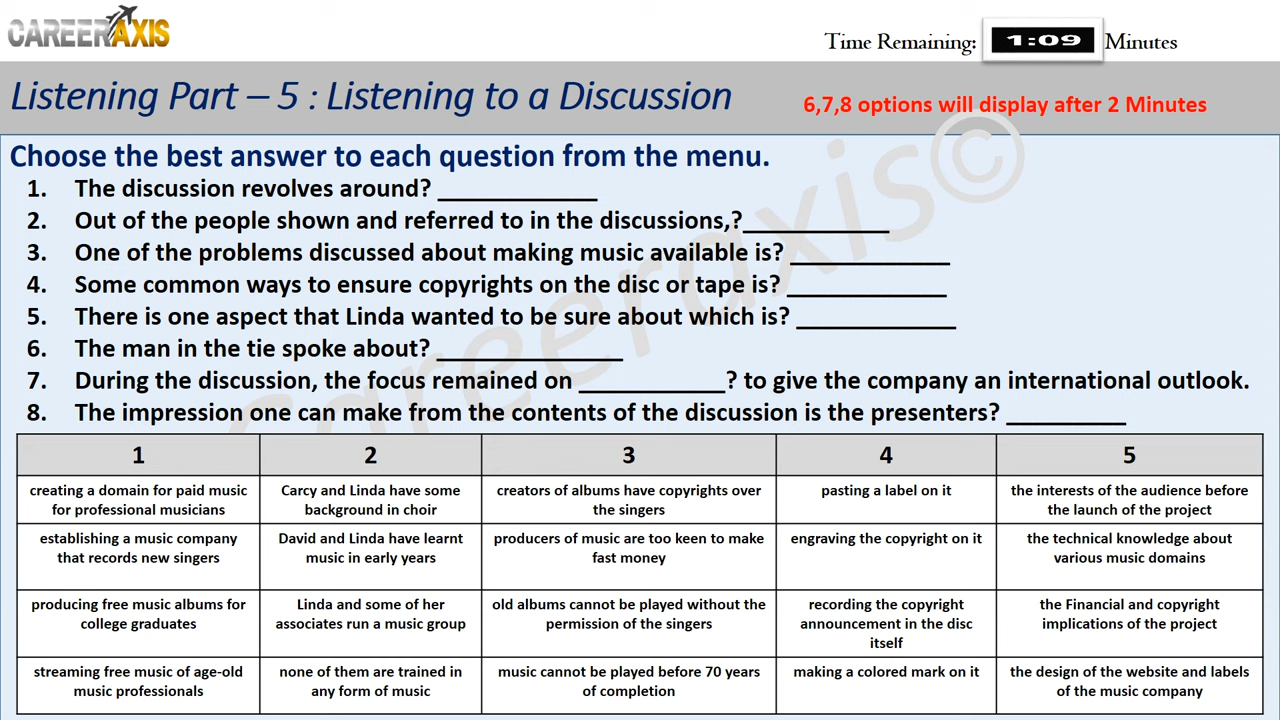 CAREERAXIS
Time Remaining: 1:09 Minutes
Listening Part – 5 : Listening to a Discussion
6,7,8 options will display after 2 Minutes
Careeraxis©
Choose the best answer to each question from the menu.
1. The discussion revolves around? ____________
2. Out of the people shown and referred to in the discussions,?___________
3. One of the problems discussed about making music available is? ____________
4. Some common ways to ensure copyrights on the disc or tape is? ____________
5. There is one aspect that Linda wanted to be sure about which is? ____________
6. The man in the tie spoke about? ______________
7. During the discussion, the focus remained on ___________? to give the company an international outlook.
8. The impression one can make from the contents of the discussion is the presenters? _________
1 2 3 4 5
creating a domain for paid music
for professional musicians
Carcy and Linda have some
background in choir
creators of albums have copyrights over
the singers
pasting a label on it
the interests of the audience before
the launch of the project
establishing a music company
that records new singers
David and Linda have learnt
music in early years
producers of music are too keen to make
fast money
engraving the copyright on it
the technical knowledge about
various music domains
producing free music albums for
college graduates
Linda and some of her
associates run a music group
old albums cannot be played without the
permission of the singers
recording the copyright
announcement in the disc
itself
the Financial and copyright
implications of the project
streaming free music of age-old
music professionals
none of them are trained in
any form of music
music cannot be played before 70 years
of completion
making a colored mark on it
the design of the website and labels
of the music company